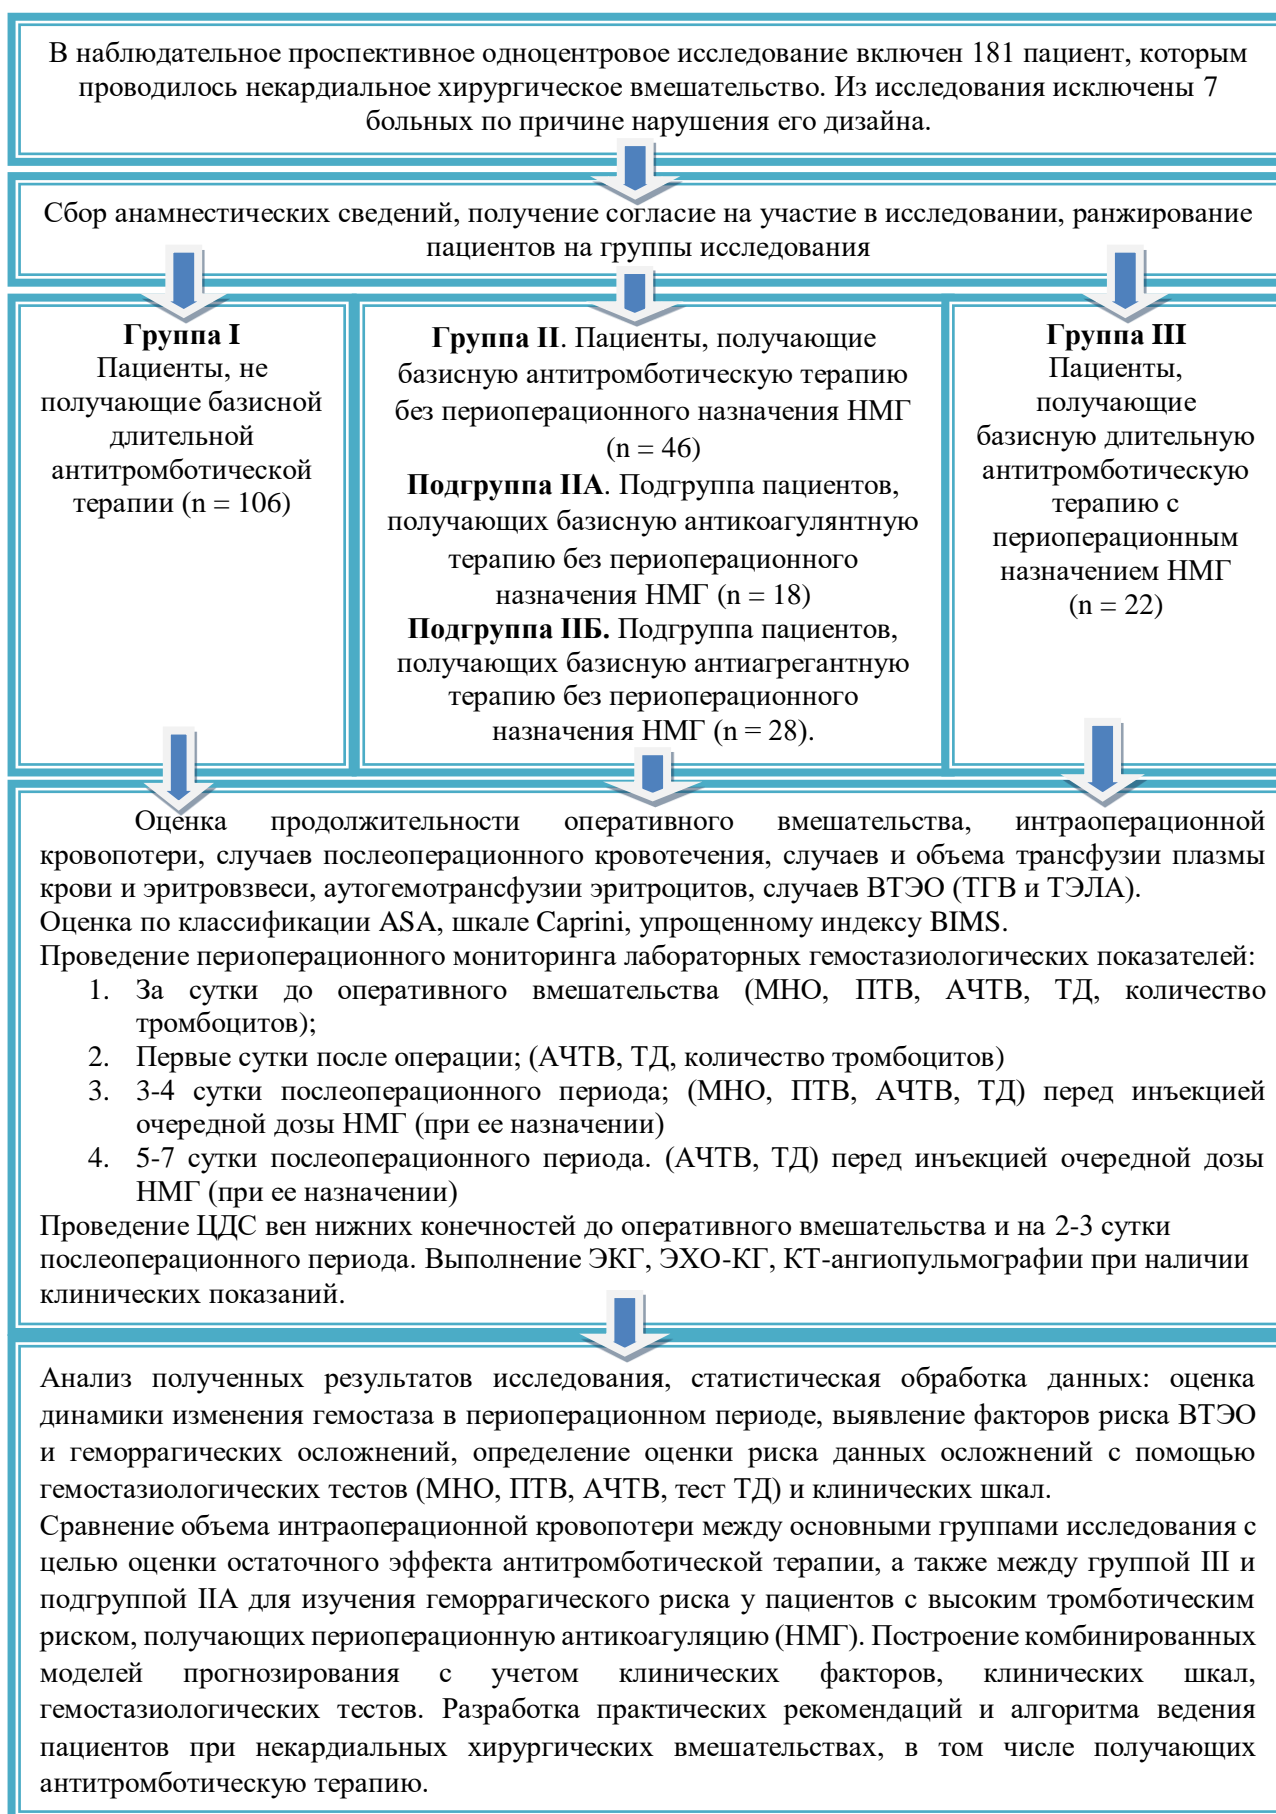 В наблюдательное проспективное одноцентровое исследование включен 181 пациент, которым
проводилось некардиальное хирургическое вмешательство. Из исследования исключены 7
больных по причине нарушения его дизайна.
Сбор анамнестических сведений, получение согласие на участие в исследовании, ранжирование
пациентов на группы исследования
Группа I
Пациенты, не
получающие базисной
длительной
антитромботической
терапии (n = 106)
Группа II. Пациенты, получающие
базисную антитромботическую терапию
без периоперационного назначения НМГ
(n = 46)
Подгруппа IIА. Подгруппа пациентов,
получающих базисную антикоагулянтную
терапию без периоперационного
назначения НМГ (n = 18)
Подгруппа IIБ. Подгруппа пациентов,
получающих базисную антиагрегантную
терапию без периоперационного
назначения НМГ (n = 28).
Группа III
Пациенты,
получающие
базисную длительную
антитромботическую
терапию с
периоперационным
назначением НМГ
(n = 22)
Оценка продолжительности оперативного вмешательства, интраоперационной
кровопотери, случаев послеоперационного кровотечения, случаев и объема трансфузии плазмы
крови и эритровзвеси, аутогемотрансфузии эритроцитов, случаев ВТЭО (ТГВ и ТЭЛА).
Оценка по классификации ASA, шкале Caprini, упрощенному индексу BIMS.
Проведение периоперационного мониторинга лабораторных гемостазиологических показателей:
1. За сутки до оперативного вмешательства (МНО, ПТВ, АЧТВ, ТД, количество
тромбоцитов);
2. Первые сутки после операции; (АЧТВ, ТД, количество тромбоцитов)
3. 3-4 сутки послеоперационного периода; (МНО, ПТВ, АЧТВ, ТД) перед инъекцией
очередной дозы НМГ (при ее назначении)
4. 5-7 сутки послеоперационного периода. (АЧТВ, ТД) перед инъекцией очередной дозы
НМГ (при ее назначении)
Проведение ЦДС вен нижних конечностей до оперативного вмешательства и на 2-3 сутки
послеоперационного периода. Выполнение ЭКГ, ЭХО-КГ, КТ-ангиопульмографии при наличии
клинических показаний.
Анализ полученных результатов исследования, статистическая обработка данных: оценка
динамики изменения гемостаза в периоперационном периоде, выявление факторов риска ВТЭО
и геморрагических осложнений, определение оценки риска данных осложнений с помощью
гемостазиологических тестов (МНО, ПТВ, АЧТВ, тест ТД) и клинических шкал.
Сравнение объема интраоперационной кровопотери между основными группами исследования с
целью оценки остаточного эффекта антитромботической терапии, а также между группой III и
подгруппой IIА для изучения геморрагического риска у пациентов с высоким тромботическим
риском, получающих периоперационную антикоагуляцию (НМГ). Построение комбинированных
моделей прогнозирования с учетом клинических факторов, клинических шкал,
гемостазиологических тестов. Разработка практических рекомендаций и алгоритма ведения
пациентов при некардиальных хирургических вмешательствах, в том числе получающих
антитромботическую терапию.